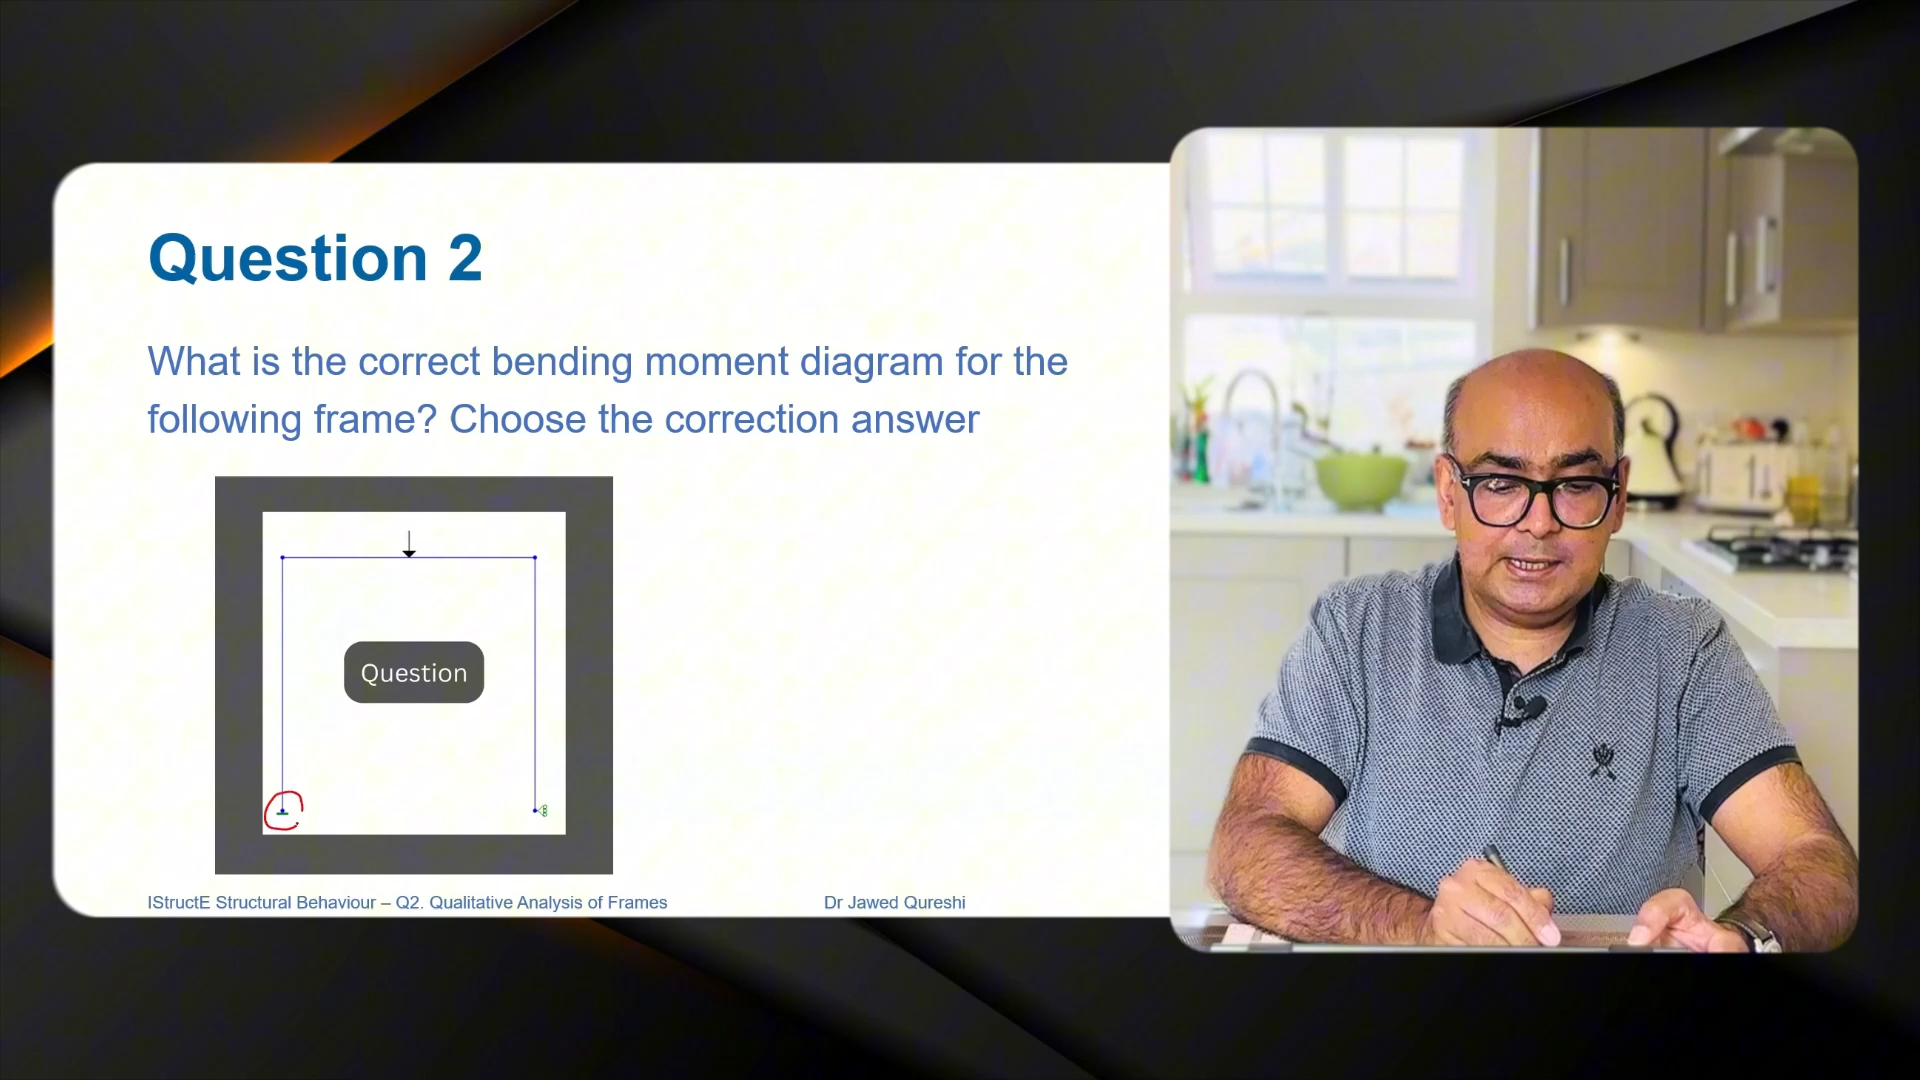 Question 2
What is the correct bending moment diagram for the
following frame? Choose the correction answer
Question
IStructE Structural Behaviour – Q2. Qualitative Analysis of Frames
Dr Jawed Qureshi